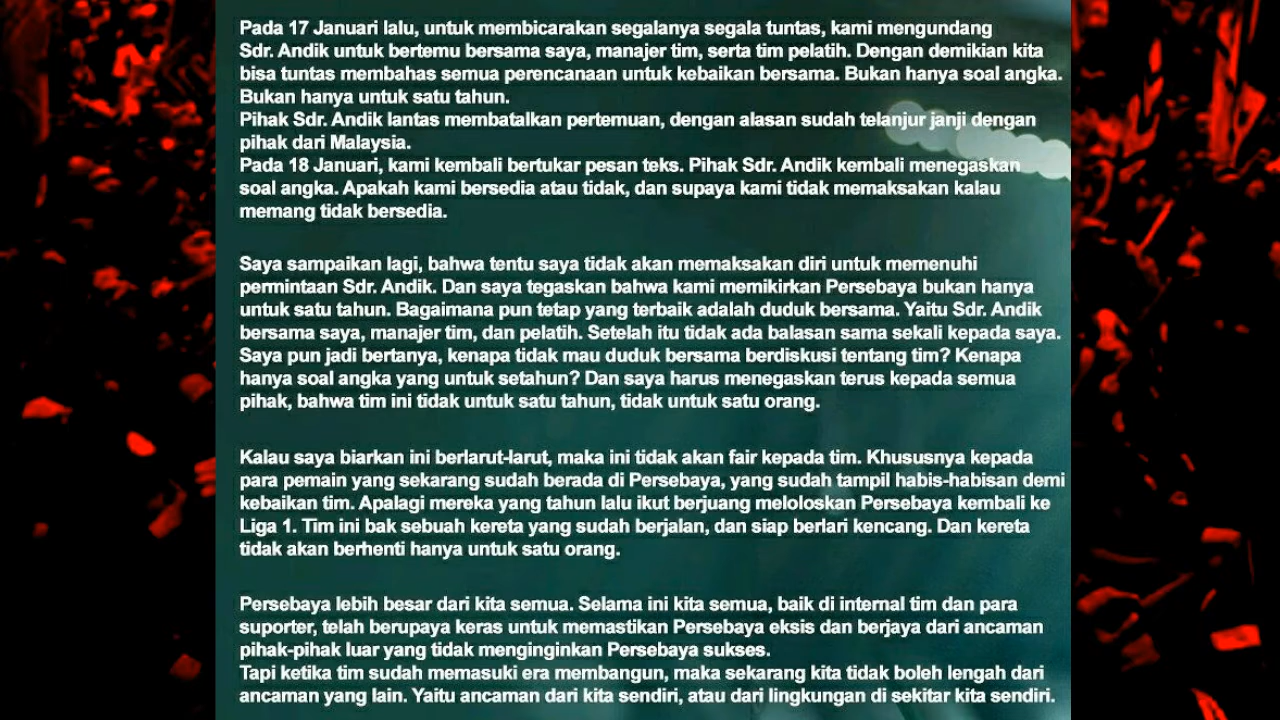 Pada 17 Januari lalu, untuk membicarakan segalanya segala tuntas, kami mengundang
Sdr. Andik untuk bertemu bersama saya, manajer tim, serta tim pelatih. Dengan demikian kita
bisa tuntas membahas semua perencanaan untuk kebaikan bersama. Bukan hanya soal angka.
Bukan hanya untuk satu tahun.
Pihak Sdr. Andik lantas membatalkan pertemuan, dengan alasan sudah telanjur janji dengan
pihak dari Malaysia.
Pada 18 Januari, kami kembali bertukar pesan teks. Pihak Sdr. Andik kembali menegaskan
soal angka. Apakah kami bersedia atau tidak, dan supaya kami tidak memaksakan kalau
memang tidak bersedia.
Saya sampaikan lagi, bahwa tentu saya tidak akan memaksakan diri untuk memenuhi
permintaan Sdr. Andik. Dan saya tegaskan bahwa kami memikirkan Persebaya bukan hanya
untuk satu tahun. Bagaimana pun tetap yang terbaik adalah duduk bersama. Yaitu Sdr. Andik
bersama saya, manajer tim, dan pelatih. Setelah itu tidak ada balasan sama sekali kepada saya.
Saya pun jadi bertanya, kenapa tidak mau duduk bersama berdiskusi tentang tim? Kenapa
hanya soal angka yang untuk setahun? Dan saya harus menegaskan terus kepada semua
pihak, bahwa tim ini tidak untuk satu tahun, tidak untuk satu orang.
Kalau saya biarkan ini berlarut-larut, maka ini tidak akan fair kepada tim. Khususnya kepada
para pemain yang sekarang sudah berada di Persebaya, yang sudah tampil habis-habisan demi
kebaikan tim. Apalagi mereka yang tahun lalu ikut berjuang meloloskan Persebaya kembali ke
Liga 1. Tim ini bak sebuah kereta yang sudah berjalan, dan siap berlari kencang. Dan kereta
tidak akan berhenti hanya untuk satu orang.
Persebaya lebih besar dari kita semua. Selama ini kita semua, baik di internal tim dan para
suporter, telah berupaya keras untuk memastikan Persebaya eksis dan berjaya dari ancaman
pihak-pihak luar yang tidak menginginkan Persebaya sukses.
Tapi ketika tim sudah memasuki era membangun, maka sekarang kita tidak boleh lengah dari
ancaman yang lain. Yaitu ancaman dari kita sendiri, atau dari lingkungan di sekitar kita sendiri.